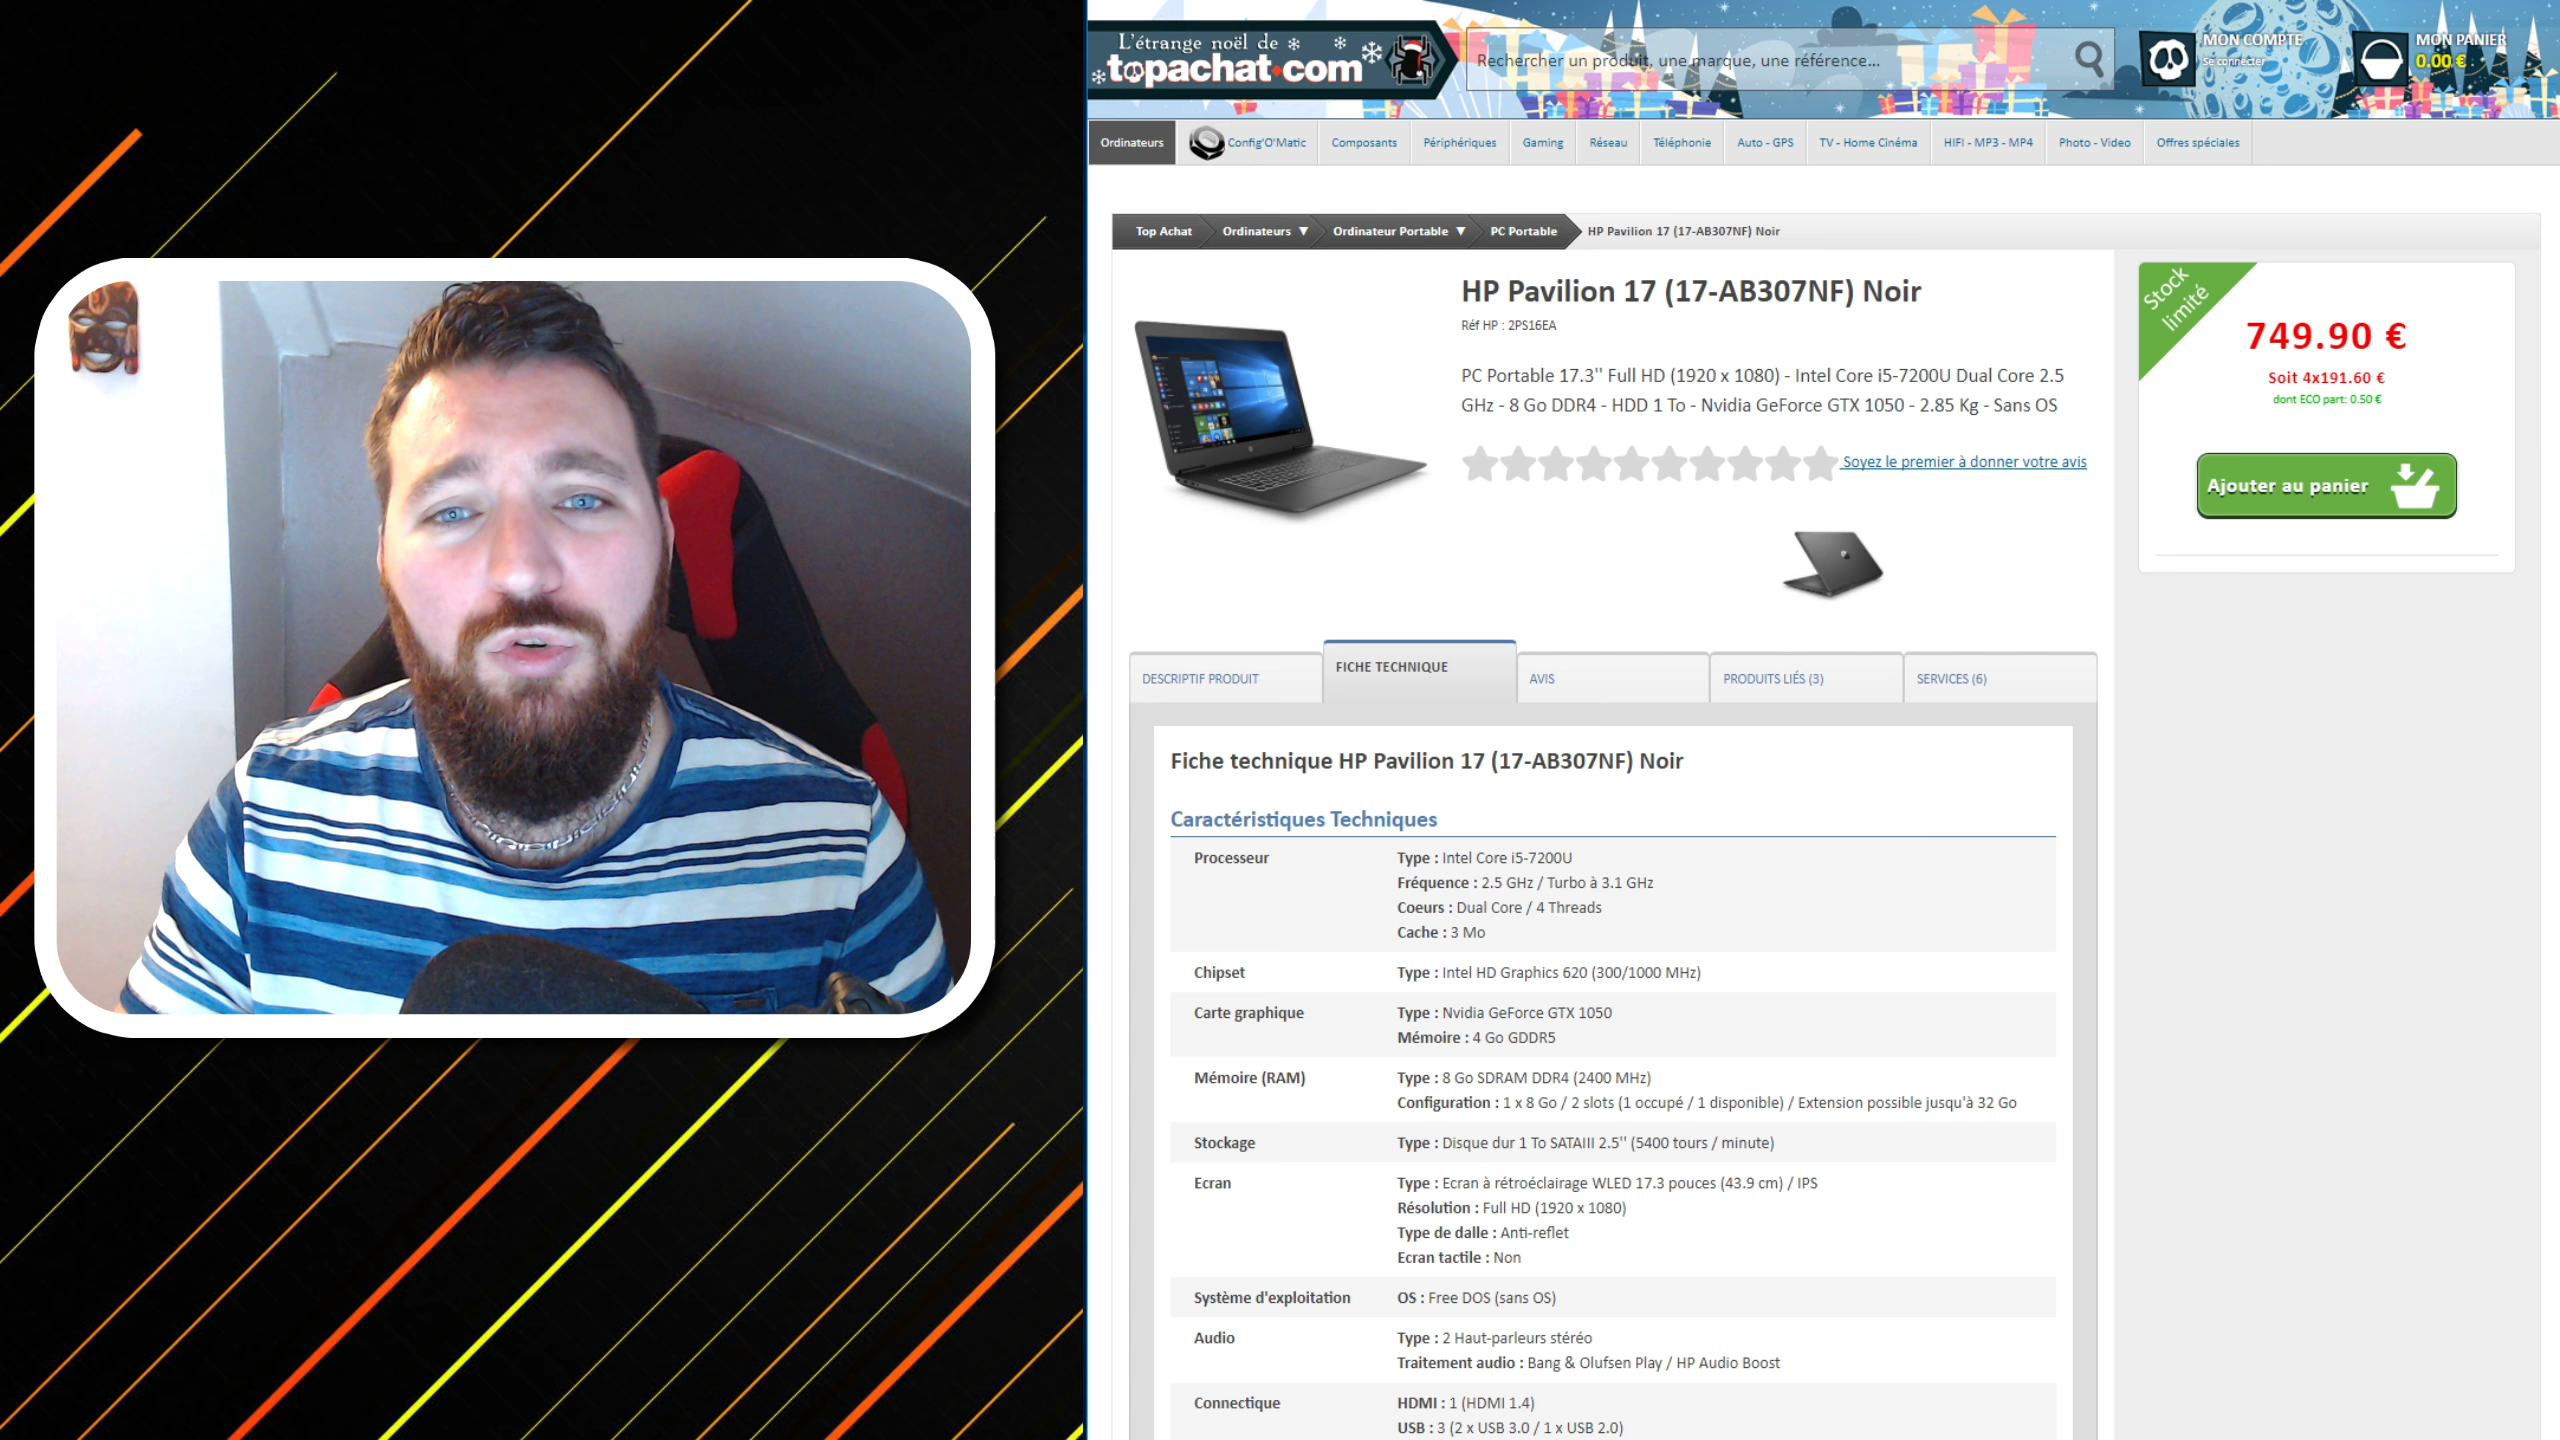 L'étrange noël de
topachat.com
Rechercher un produit, une marque, une référence...
MON COMPTE
Se connecter
MON PANIER
0.00 €
Ordinateurs
Config'O'Matic
Composants
Périphériques
Gaming
Réseau
Téléphonie
Auto - GPS
TV - Home Cinéma
HIFI - MP3 - MP4
Photo - Video
Offres spéciales
Top Achat
Ordinateurs ▼
Ordinateur Portable ▼
PC Portable
HP Pavilion 17 (17-AB307NF) Noir
HP Pavilion 17 (17-AB307NF) Noir
Réf HP : 2PS16EA
PC Portable 17.3'' Full HD (1920 x 1080) - Intel Core i5-7200U Dual Core 2.5
GHz - 8 Go DDR4 - HDD 1 To - Nvidia GeForce GTX 1050 - 2.85 Kg - Sans OS
Soyez le premier à donner votre avis
Stock
limité
749.90 €
Soit 4x191.60 €
dont ECO part: 0.50 €
Ajouter au panier
DESCRIPTIF PRODUIT
FICHE TECHNIQUE
AVIS
PRODUITS LIÉS (3)
SERVICES (6)
Fiche technique HP Pavilion 17 (17-AB307NF) Noir
Caractéristiques Techniques
Processeur
Type : Intel Core i5-7200U
Fréquence : 2.5 GHz / Turbo à 3.1 GHz
Coeurs : Dual Core / 4 Threads
Cache : 3 Mo
Chipset
Type : Intel HD Graphics 620 (300/1000 MHz)
Carte graphique
Type : Nvidia GeForce GTX 1050
Mémoire : 4 Go GDDR5
Mémoire (RAM)
Type : 8 Go SDRAM DDR4 (2400 MHz)
Configuration : 1 x 8 Go / 2 slots (1 occupé / 1 disponible) / Extension possible jusqu'à 32 Go
Stockage
Type : Disque dur 1 To SATAIII 2.5'' (5400 tours / minute)
Ecran
Type : Ecran à rétroéclairage WLED 17.3 pouces (43.9 cm) / IPS
Résolution : Full HD (1920 x 1080)
Type de dalle : Anti-reflet
Ecran tactile : Non
Système d'exploitation
OS : Free DOS (sans OS)
Audio
Type : 2 Haut-parleurs stéréo
Traitement audio : Bang & Olufsen Play / HP Audio Boost
Connectique
HDMI : 1 (HDMI 1.4)
USB : 3 (2 x USB 3.0 / 1 x USB 2.0)